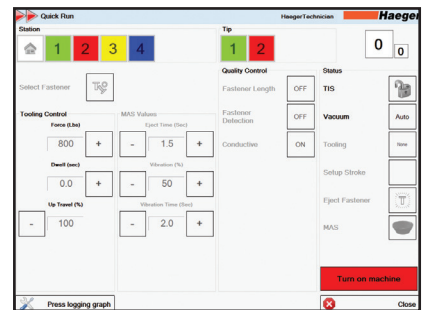 Quick Run HaegerTechnician Haeger
Station Tip
1 2 3 4 1 2 0 0
Quality Control Status
Select Fastener Fastener Length OFF TIS
Tooling Control MAS Values Fastener Detection OFF Vacuum Auto
Force (Lbs) Eject Time (Sec)
800 + - 1.5 + Conductive ON Tooling New
Dwell (sec) Vibration (%)
0.0 + - 50 + Setup Stroke
Up Travel (%) Vibration Time (Sec) Eject Fastener T
- 100 - 2.0 + MAS
Turn on machine
Press logging graph Close